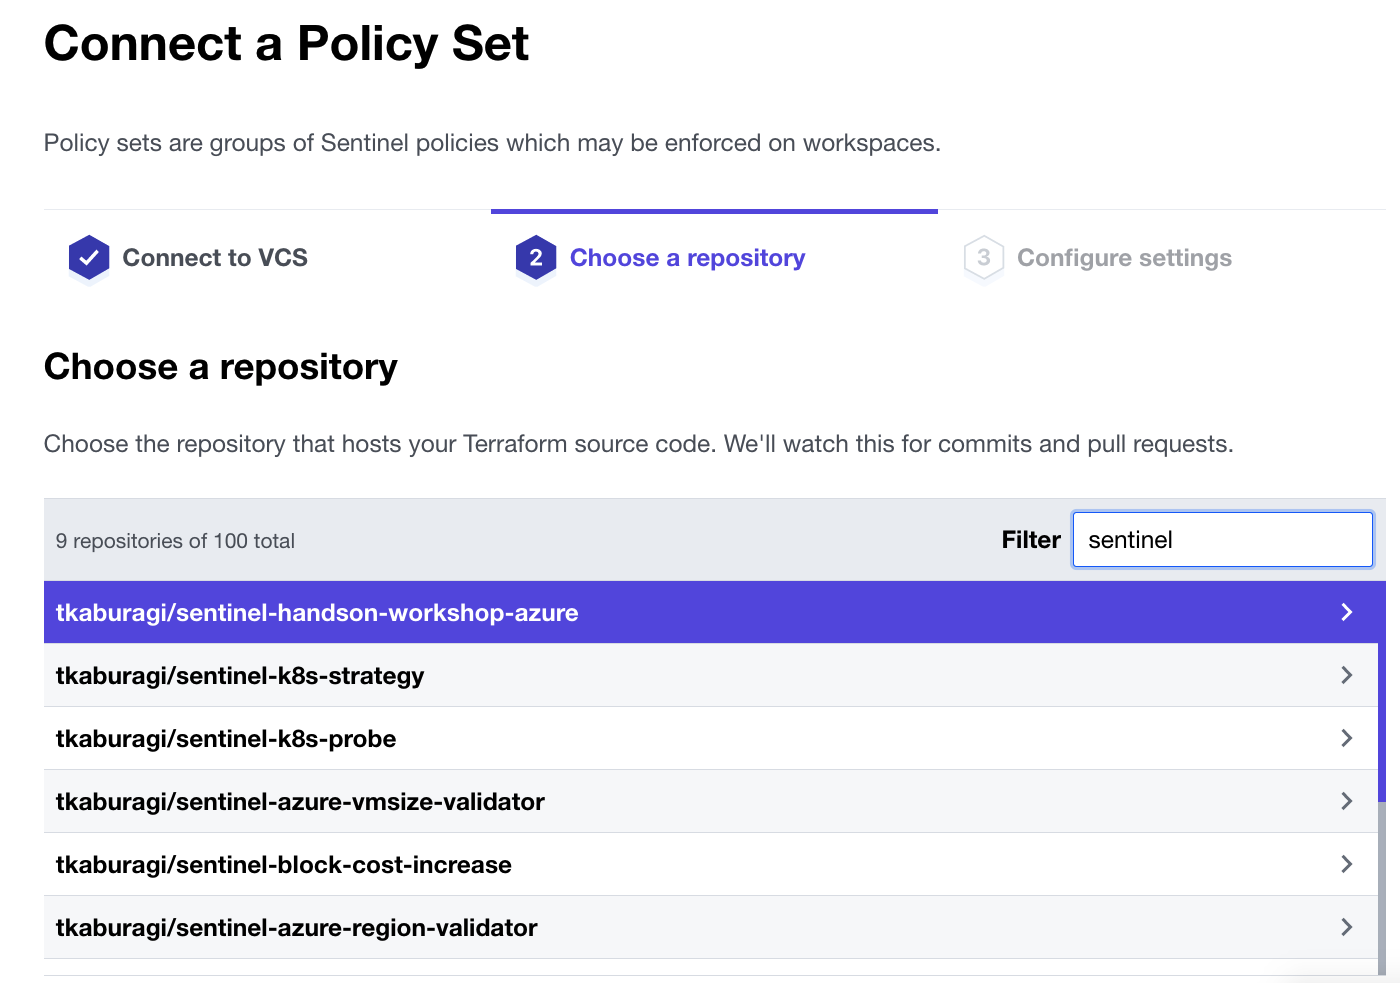 Connect a Policy Set
Policy sets are groups of Sentinel policies which may be enforced on workspaces.
Connect to VCS
2 Choose a repository
3 Configure settings
Choose a repository
Choose the repository that hosts your Terraform source code. We'll watch this for commits and pull requests.
9 repositories of 100 total
Filter sentinel
tkaburagi/sentinel-handson-workshop-azure
tkaburagi/sentinel-k8s-strategy
tkaburagi/sentinel-k8s-probe
tkaburagi/sentinel-azure-vmsize-validator
tkaburagi/sentinel-block-cost-increase
tkaburagi/sentinel-azure-region-validator